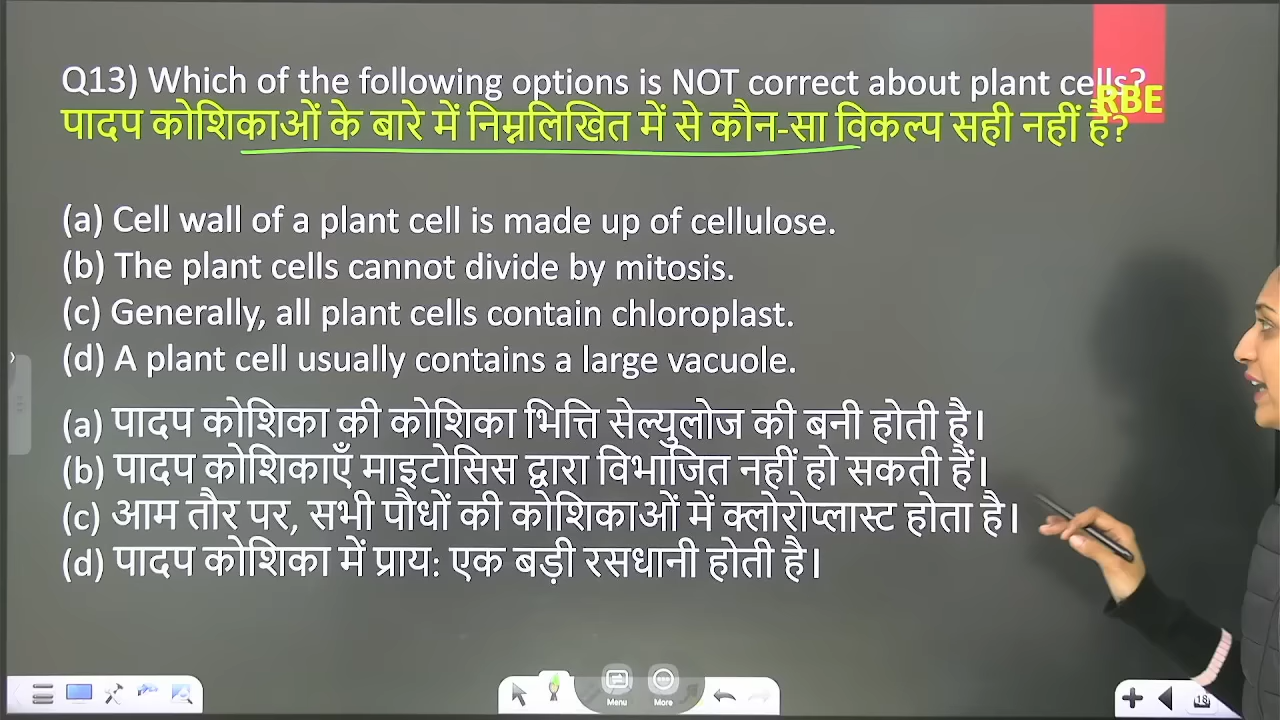 Q13) Which of the following options is NOT correct about plant cells?
RBE
पादप कोशिकाओं के बारे में निम्नलिखित में से कौन-सा विकल्प सही नहीं है?
(a) Cell wall of a plant cell is made up of cellulose.
(b) The plant cells cannot divide by mitosis.
(c) Generally, all plant cells contain chloroplast.
(d) A plant cell usually contains a large vacuole.
(a) पादप कोशिका की कोशिका भित्ति सेल्युलोज की बनी होती है।
(b) पादप कोशिकाएँ माइटोसिस द्वारा विभाजित नहीं हो सकती हैं।
(c) आम तौर पर, सभी पौधों की कोशिकाओं में क्लोरोप्लास्ट होता है।
(d) पादप कोशिका में प्राय: एक बड़ी रसधानी होती है।
Menu More